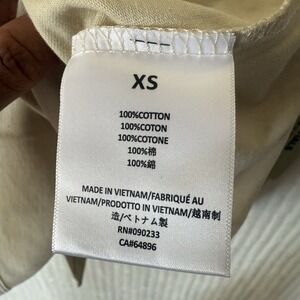 XS
100%COTTON
100%COTON
100%COTONE
100%棉
100%綿
MADE IN VIETNAM/FABRIQUÉ AU
VIETNAM/PRODOTTO IN VIETNAM/越南制
造/ベトナム製
RN#090233
CA#64896